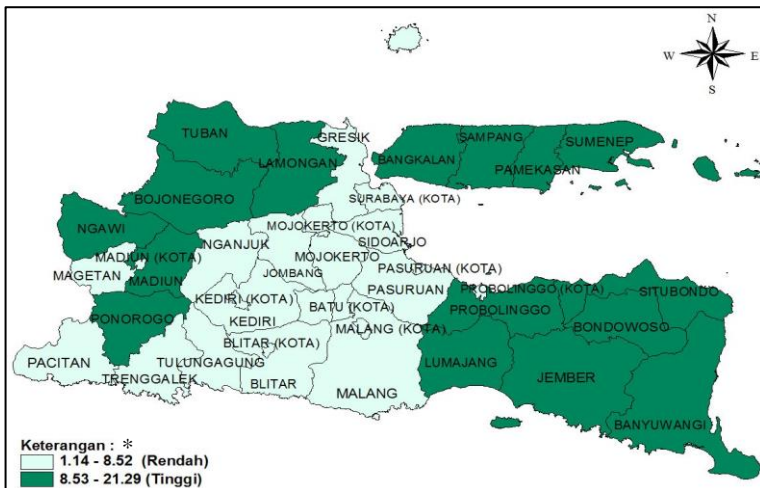 N
W E
S
TUBAN
GRESIK
LAMONGAN
BANGKALAN
SAMPANG
SUMENEP
PAMEKASAN
BOJONEGORO
SURABAYA (KOTA)
NGAWI
MOJOKERTO (KOTA)
NGANJUK
SIDOARJO
MADIUN (KOTA)
MOJOKERTO
MAGETAN
MADIUN
JOMBANG
PASURUAN (KOTA)
PASURUAN
PROBOLINGGO (KOTA)
SITUBONDO
KEDIRI (KOTA)
BATU (KOTA)
PROBOLINGGO
PONOROGO
KEDIRI
MALANG (KOTA)
BONDOWOSO
BLITAR (KOTA)
PACITAN
TULUNGAGUNG
LUMAJANG
TRENGGALEK
BLITAR
MALANG
JEMBER
BANYUWANGI
Keterangan : *
1.14 - 8.52 (Rendah)
8.53 - 21.29 (Tinggi)